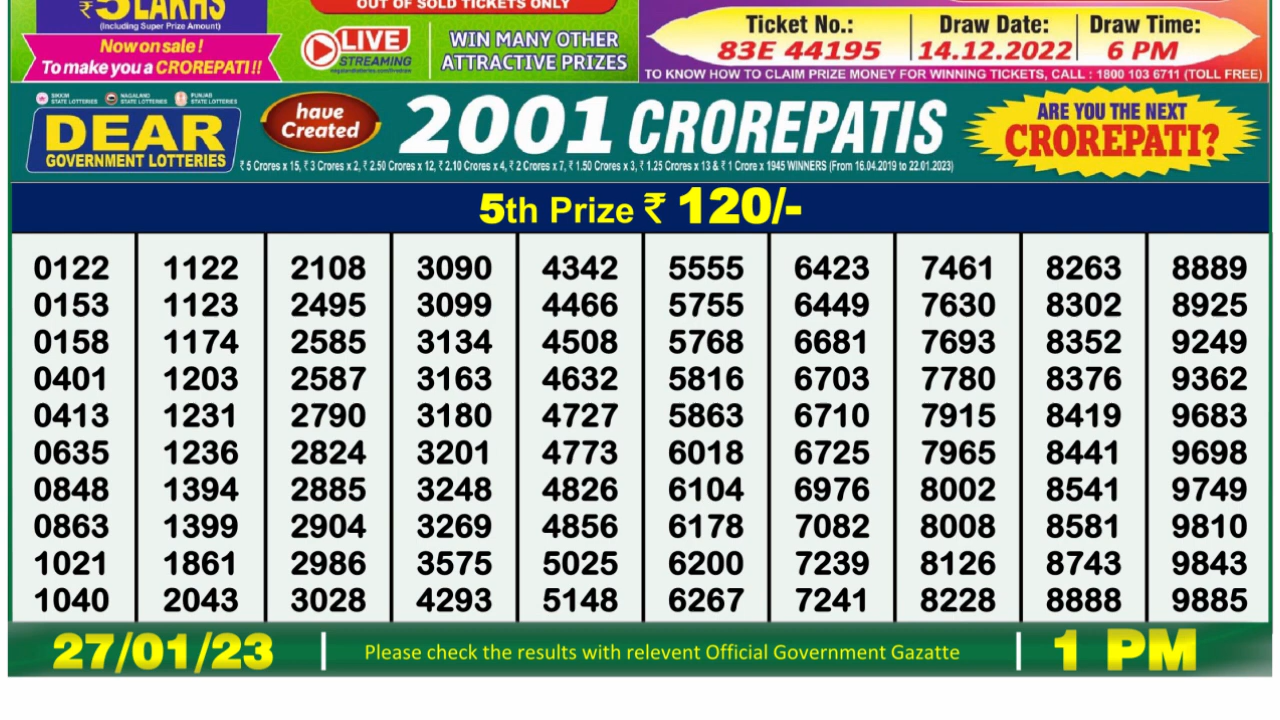 ₹5 LAKHS
OUT OF SOLD TICKETS ONLY
(Including Super Prize Amount)
Now on sale !
To make you a CROREPATI !!
LIVE
STREAMING
WIN MANY OTHER
ATTRACTIVE PRIZES
Ticket No.: Draw Date: Draw Time:
83E 44195 14.12.2022 6 PM
TO KNOW HOW TO CLAIM PRIZE MONEY FOR WINNING TICKETS, CALL : 1800 103 6711 (TOLL FREE)
SIKKIM STATE LOTTERIES NAGALAND STATE LOTTERIES PUNJAB STATE LOTTERIES
DEAR
GOVERNMENT LOTTERIES
have
Created
2001 CROREPATIS
₹ 5 Crores x 15, ₹ 3 Crores x 2, ₹ 2.50 Crores x 12, ₹ 2.10 Crores x 4, ₹ 2 Crores x 7, ₹ 1.50 Crores x 3, ₹ 1.25 Crores x 13 & ₹ 1 Crore x 1945 WINNERS (From 16.04.2019 to 22.01.2023)
ARE YOU THE NEXT
CROREPATI?
5th Prize ₹ 120/-
0122 1122 2108 3090 4342 5555 6423 7461 8263 8889
0153 1123 2495 3099 4466 5755 6449 7630 8302 8925
0158 1174 2585 3134 4508 5768 6681 7693 8352 9249
0401 1203 2587 3163 4632 5816 6703 7780 8376 9362
0413 1231 2790 3180 4727 5863 6710 7915 8419 9683
0635 1236 2824 3201 4773 6018 6725 7965 8441 9698
0848 1394 2885 3248 4826 6104 6976 8002 8541 9749
0863 1399 2904 3269 4856 6178 7082 8008 8581 9810
1021 1861 2986 3575 5025 6200 7239 8126 8743 9843
1040 2043 3028 4293 5148 6267 7241 8228 8888 9885
27/01/23 | Please check the results with relevent Official Government Gazatte | 1 PM